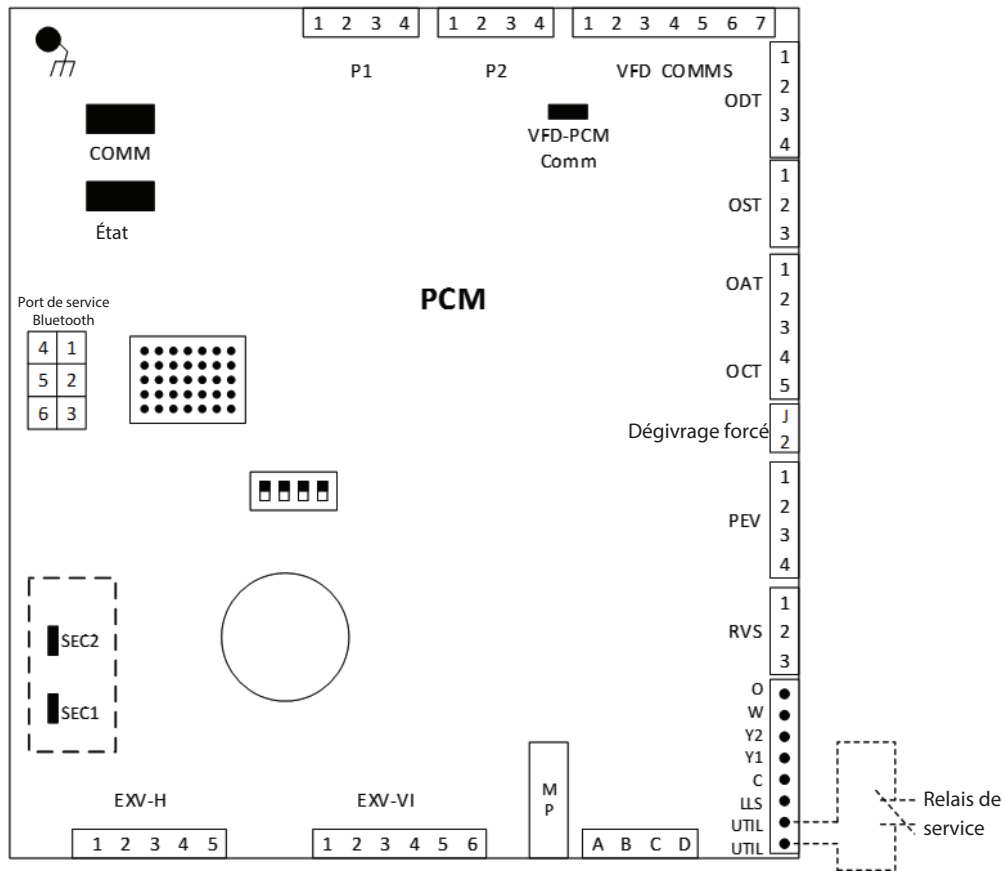 1 2 3 4
1 2 3 4
1 2 3 4 5 6 7
P1
P2
VFD COMMS
ODT
1
2
3
4
COMM
VFD-PCM
Comm
État
OST
1
2
3
PCM
OAT
OCT
1
2
3
4
5
Port de service
Bluetooth
4 1
5 2
6 3
Dégivrage forcé
J
2
PEV
1
2
3
4
RVS
1
2
3
SEC2
SEC1
O
W
Y2
Y1
C
LLS
UTIL
UTIL
Relais de
service
EXV-H
1 2 3 4 5
EXV-VI
1 2 3 4 5 6
M
P
A B C D